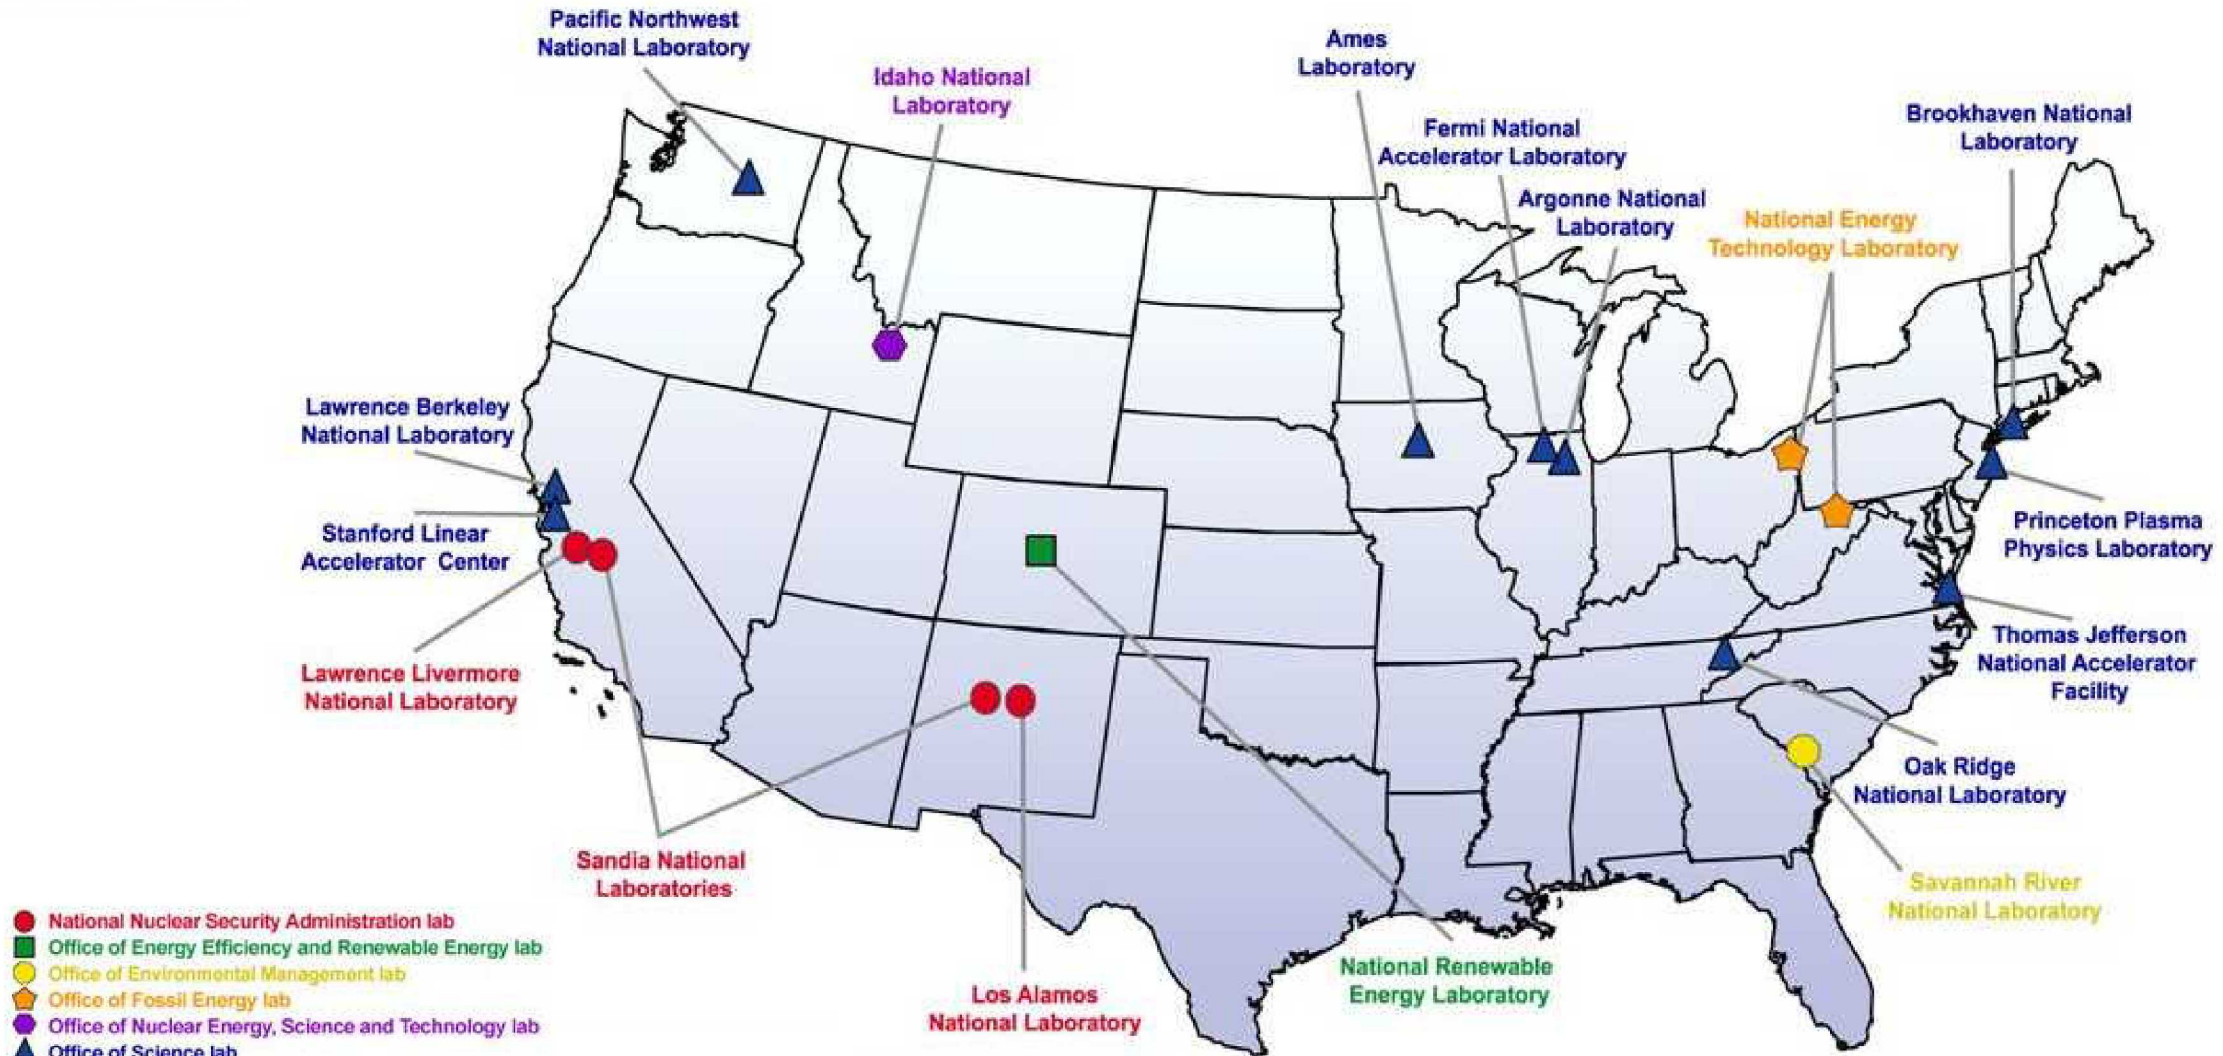 Pacific Northwest
National Laboratory
Idaho National
Laboratory
Ames
Laboratory
Fermi National
Accelerator Laboratory
Argonne National
Laboratory
National Energy
Technology Laboratory
Brookhaven National
Laboratory
Lawrence Berkeley
National Laboratory
Stanford Linear
Accelerator Center
Lawrence Livermore
National Laboratory
Sandia National
Laboratories
Los Alamos
National Laboratory
National Renewable
Energy Laboratory
Princeton Plasma
Physics Laboratory
Thomas Jefferson
National Accelerator
Facility
Oak Ridge
National Laboratory
Savannah River
National Laboratory
National Nuclear Security Administration lab
Office of Energy Efficiency and Renewable Energy lab
Office of Environmental Management lab
Office of Fossil Energy lab
Office of Nuclear Energy, Science and Technology lab
Office of Science lab